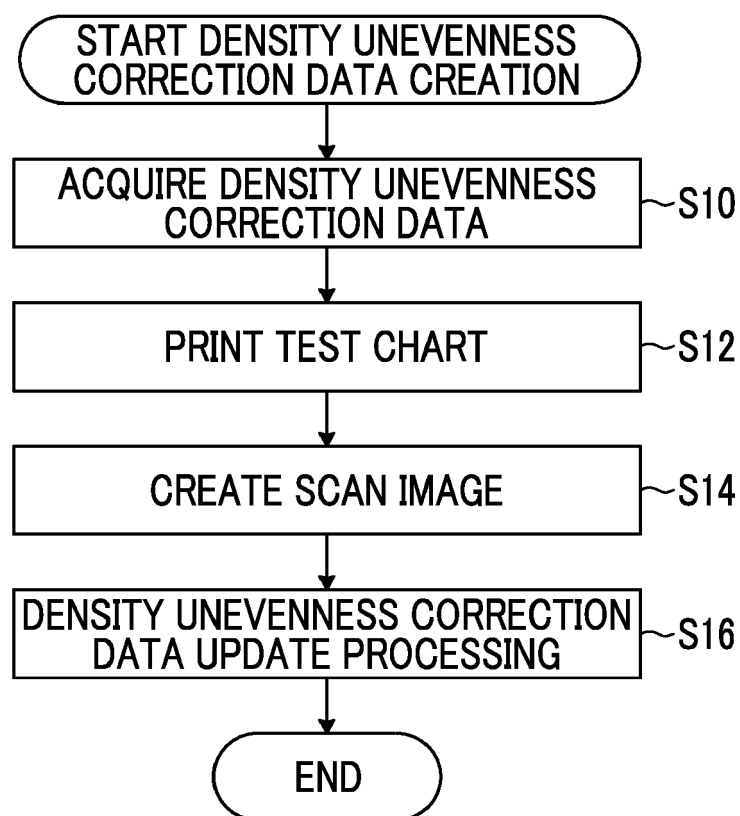 START DENSITY UNEVENNESS
CORRECTION DATA CREATION
ACQUIRE DENSITY UNEVENNESS
CORRECTION DATA
S10
PRINT TEST CHART
S12
CREATE SCAN IMAGE
S14
DENSITY UNEVENNESS CORRECTION
DATA UPDATE PROCESSING
S16
END